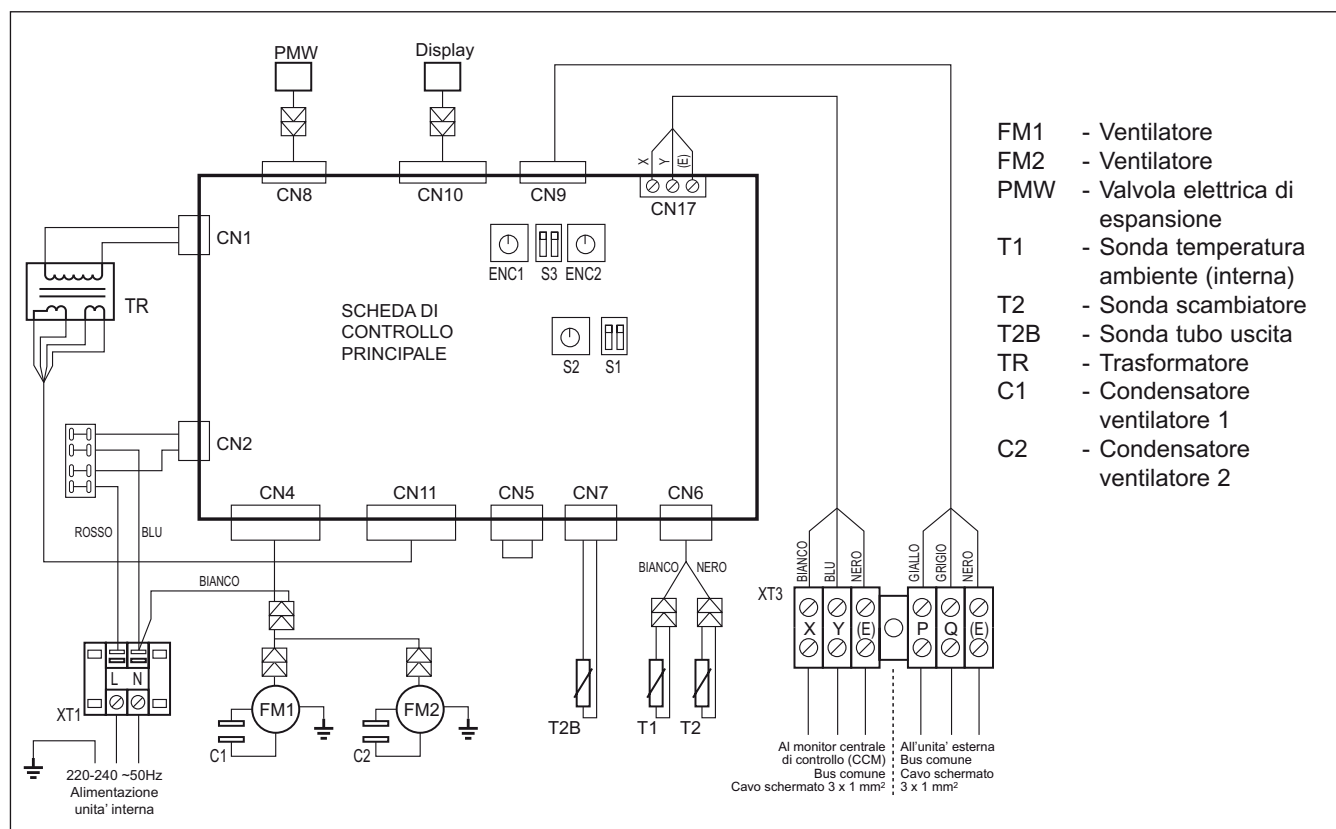 PMW
Display
X
Y
(E)
CN8
CN10
CN9
CN17
CN1
ENC1
S3
ENC2
TR
SCHEDA DI
CONTROLLO
PRINCIPALE
S2
S1
CN2
CN4
CN11
CN5
CN7
CN6
ROSSO
BLU
BIANCO
BIANCO
NERO
L
N
XT1
FM1
FM2
C1
C2
T2B
T1
T2
220-240 ~50Hz
Alimentazione
unita' interna
XT3
BIANCO
BLU
NERO
GIALLO
GRIGIO
NERO
X
Y
(E)
P
Q
(E)
Al monitor centrale
di controllo (CCM)
Bus comune
Cavo schermato 3 x 1 mm²
All'unita' esterna
Bus comune
Cavo schermato
3 x 1 mm²
FM1 - Ventilatore
FM2 - Ventilatore
PMW - Valvola elettrica di
espansione
T1 - Sonda temperatura
ambiente (interna)
T2 - Sonda scambiatore
T2B - Sonda tubo uscita
TR - Trasformatore
C1 - Condensatore
ventilatore 1
C2 - Condensatore
ventilatore 2